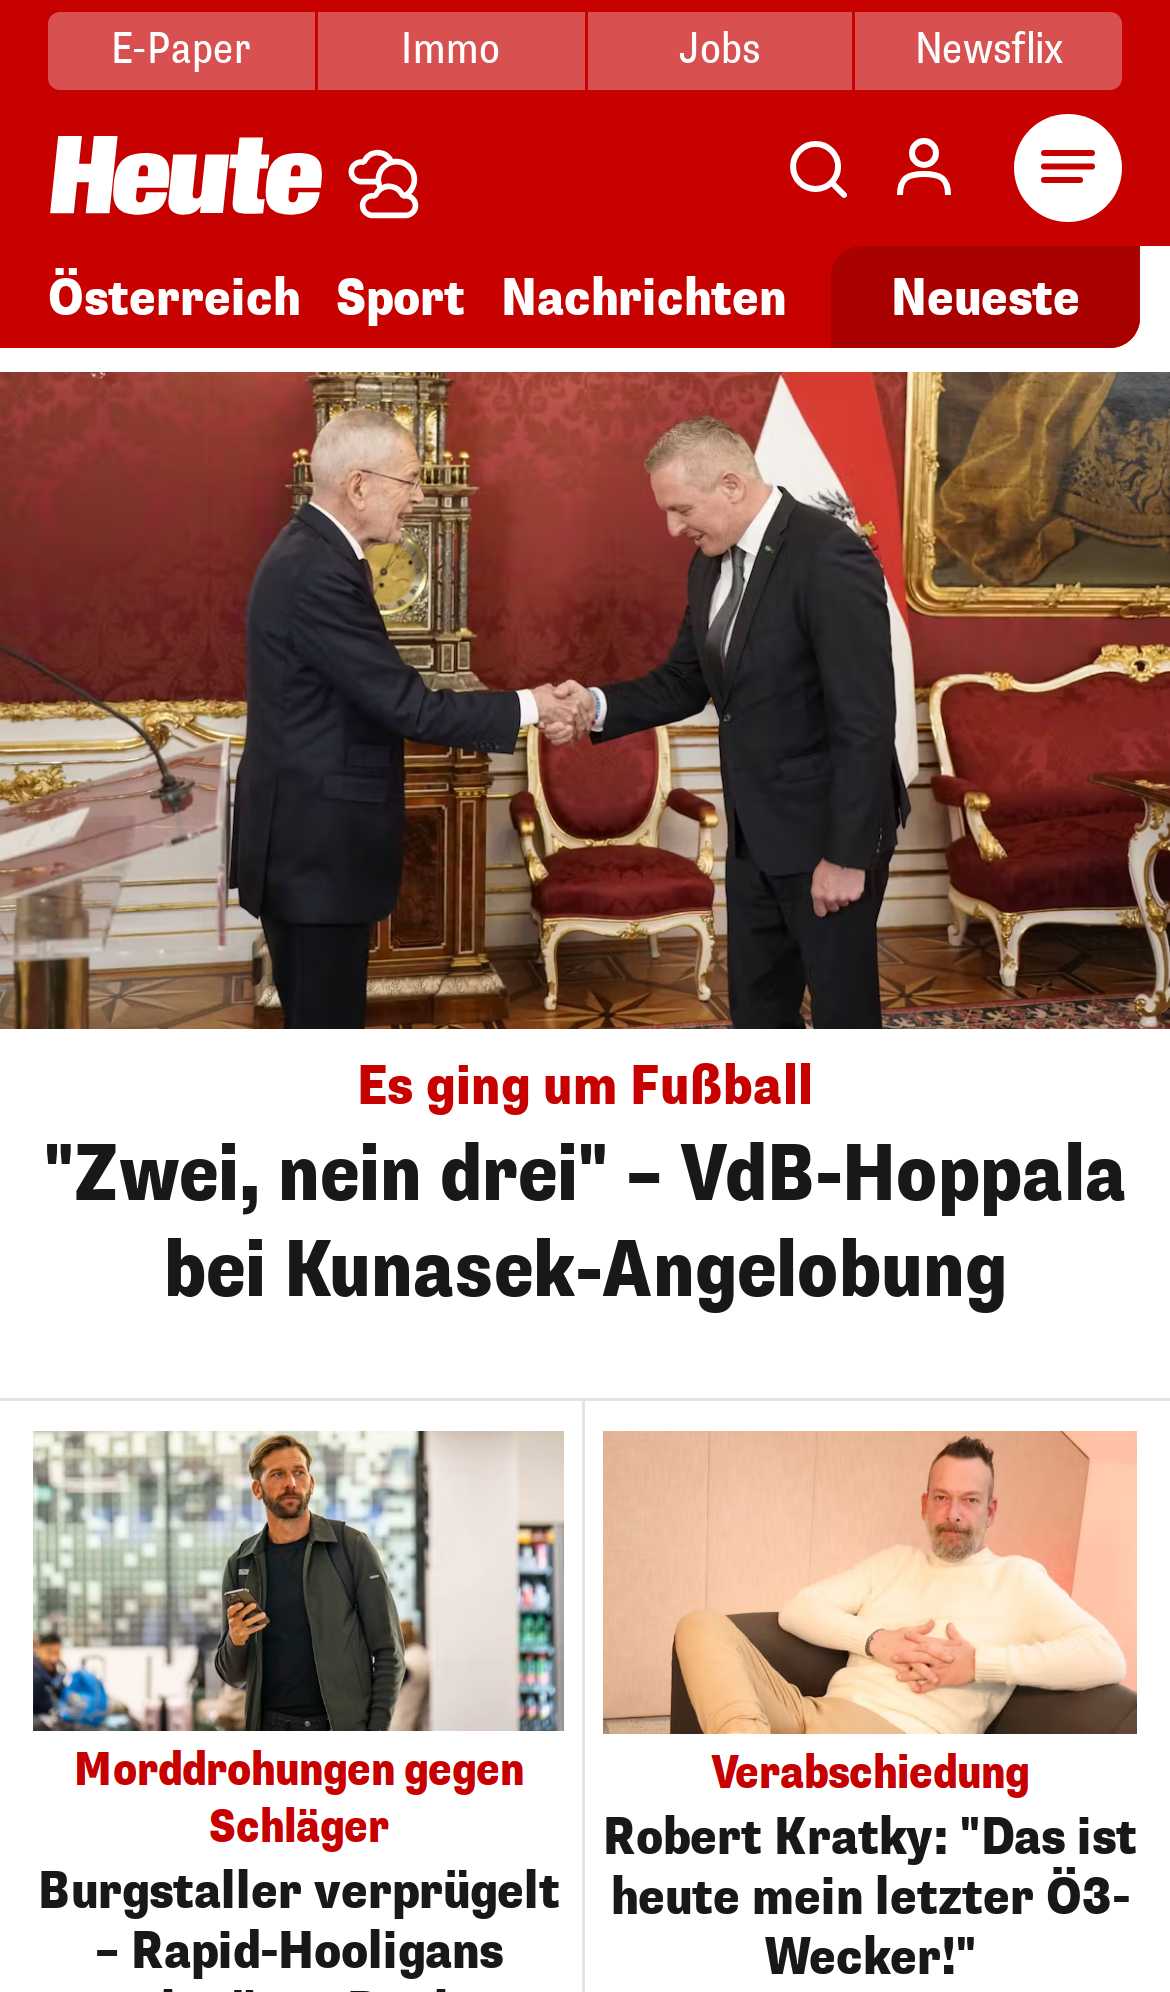 E-Paper
Immo
Jobs
Newsflix
Heute
Österreich
Sport
Nachrichten
Neueste
Es ging um Fußball
"Zwei, nein drei" – VdB-Hoppala
bei Kunasek-Angelobung
Morddrohungen gegen
Schläger
Burgstaller verprügelt
– Rapid-Hooligans
Verabschiedung
Robert Kratky: "Das ist
heute mein letzter Ö3-
Wecker!"